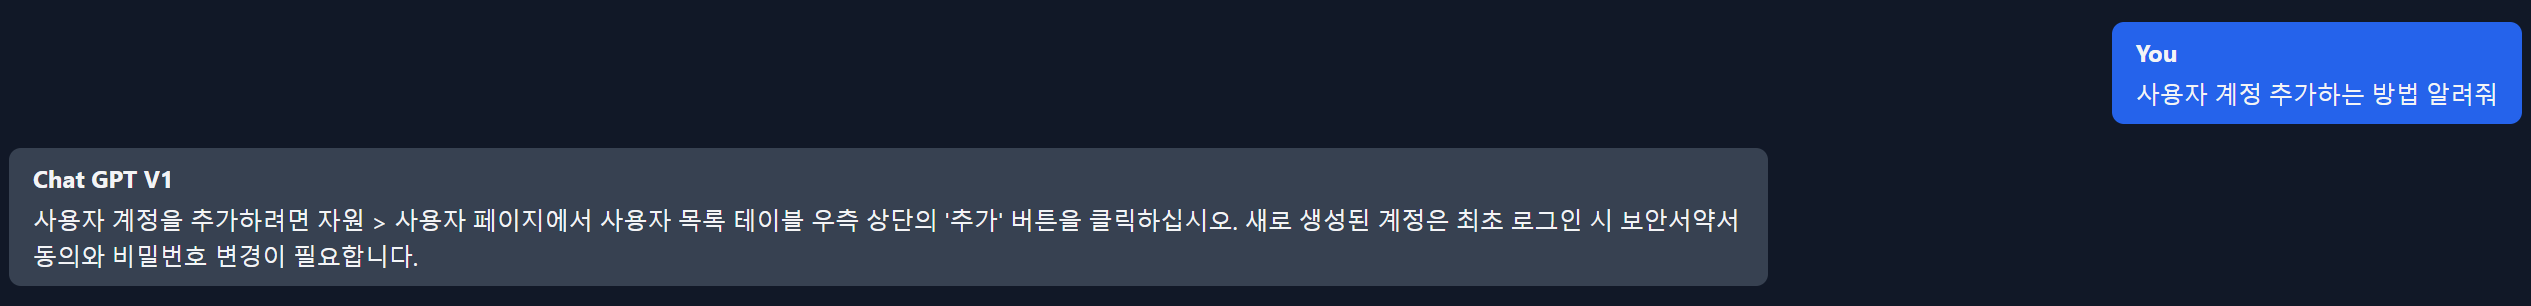 You
사용자 계정 추가하는 방법 알려줘
Chat GPT V1
사용자 계정을 추가하려면 자원 > 사용자 페이지에서 사용자 목록 테이블 우측 상단의 '추가' 버튼을 클릭하십시오. 새로 생성된 계정은 최초 로그인 시 보안서약서
동의와 비밀번호 변경이 필요합니다.